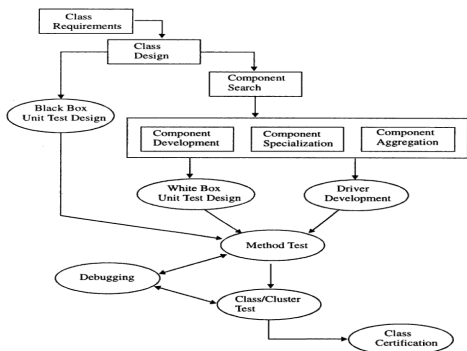 Class
Requirements
Class
Design
Component
Search
Black Box
Unit Test Design
Component
Development
Component
Specialization
Component
Aggregation
White Box
Unit Test Design
Driver
Development
Method Test
Debugging
Class/Cluster
Test
Class
Certification